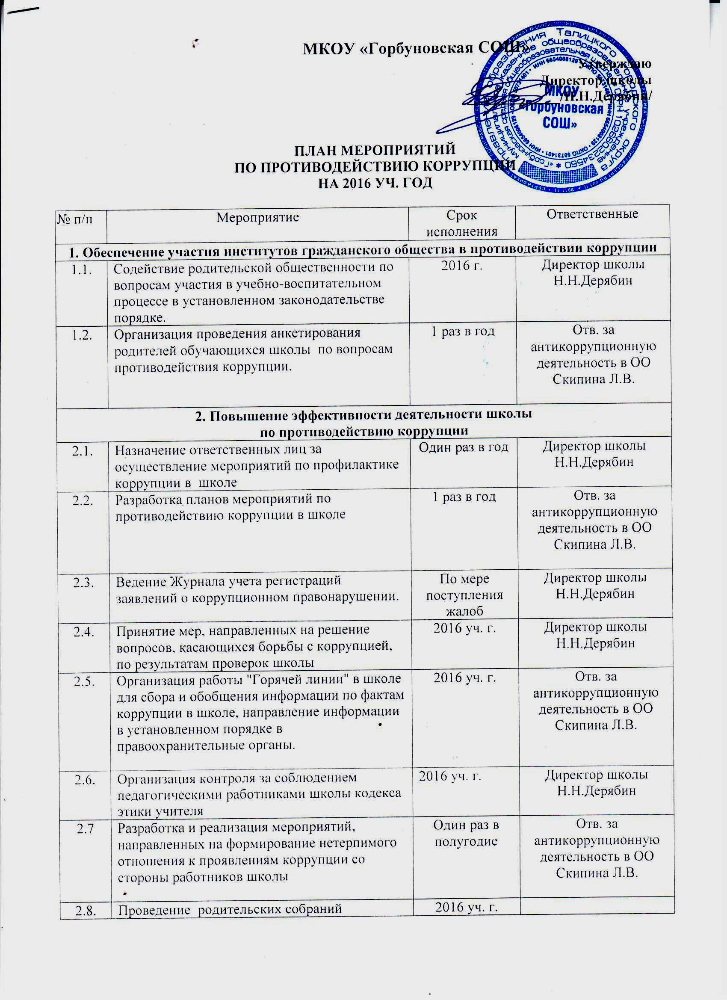 МКОУ «Горбуновская СОШ»
Утверждаю
Директор школы
/Н.Н.Дерябин/
МКОУ
«Горбуновская
СОШ»
ПЛАН МЕРОПРИЯТИЙ
ПО ПРОТИВОДЕЙСТВИЮ КОРРУПЦИИ
НА 2016 УЧ. ГОД
№ п/п
Мероприятие
Срок
исполнения
Ответственные
1. Обеспечение участия институтов гражданского общества в противодействии коррупции
1.1.
Содействие родительской общественности по
вопросам участия в учебно-воспитательном
процессе в установленном законодательстве
порядке.
2016 г.
Директор школы
Н.Н.Дерябин
1.2.
Организация проведения анкетирования
родителей обучающихся школы по вопросам
противодействия коррупции.
1 раз в год
Отв. за
антикоррупционную
деятельность в ОО
Скипина Л.В.
2. Повышение эффективности деятельности школы
по противодействию коррупции
2.1.
Назначение ответственных лиц за
осуществление мероприятий по профилактике
коррупции в школе
Один раз в год
Директор школы
Н.Н.Дерябин
2.2.
Разработка планов мероприятий по
противодействию коррупции в школе
1 раз в год
Отв. за
антикоррупционную
деятельность в ОО
Скипина Л.В.
2.3.
Ведение Журнала учета регистраций
заявлений о коррупционном правонарушении.
По мере
поступления
жалоб
Директор школы
Н.Н.Дерябин
2.4.
Принятие мер, направленных на решение
вопросов, касающихся борьбы с коррупцией,
по результатам проверок школы
2016 уч. г.
Директор школы
Н.Н.Дерябин
2.5.
Организация работы "Горячей линии" в школе
для сбора и обобщения информации по фактам
коррупции в школе, направление информации
в установленном порядке в
правоохранительные органы.
2016 уч. г.
Отв. за
антикоррупционную
деятельность в ОО
Скипина Л.В.
2.6.
Организация контроля за соблюдением
педагогическими работниками школы кодекса
этики учителя
2016 уч. г.
Директор школы
Н.Н.Дерябин
2.7
Разработка и реализация мероприятий,
направленных на формирование нетерпимого
отношения к проявлениям коррупции со
стороны работников школы
Один раз в
полугодие
Отв. за
антикоррупционную
деятельность в ОО
Скипина Л.В.
2.8.
Проведение родительских собраний
2016 уч. г.